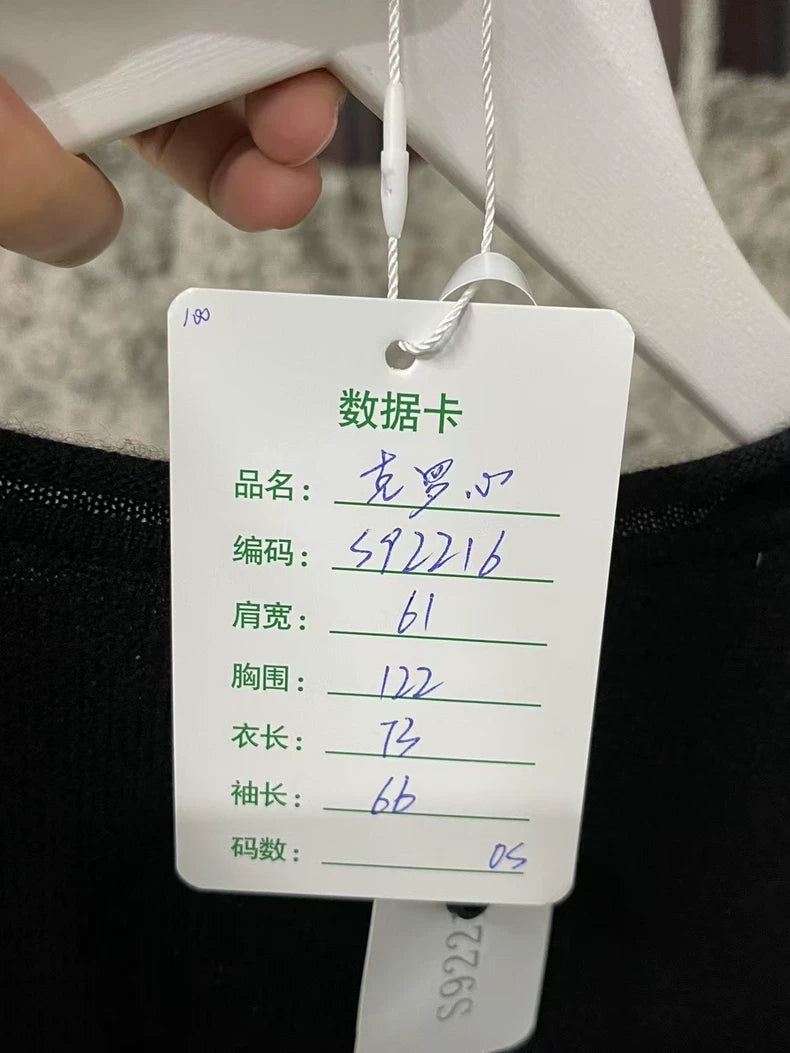 100
数据卡
品名: 克罗心
编码: S92216
肩宽: 61
胸围: 122
衣长: 73
袖长: 66
码数: OS
S922